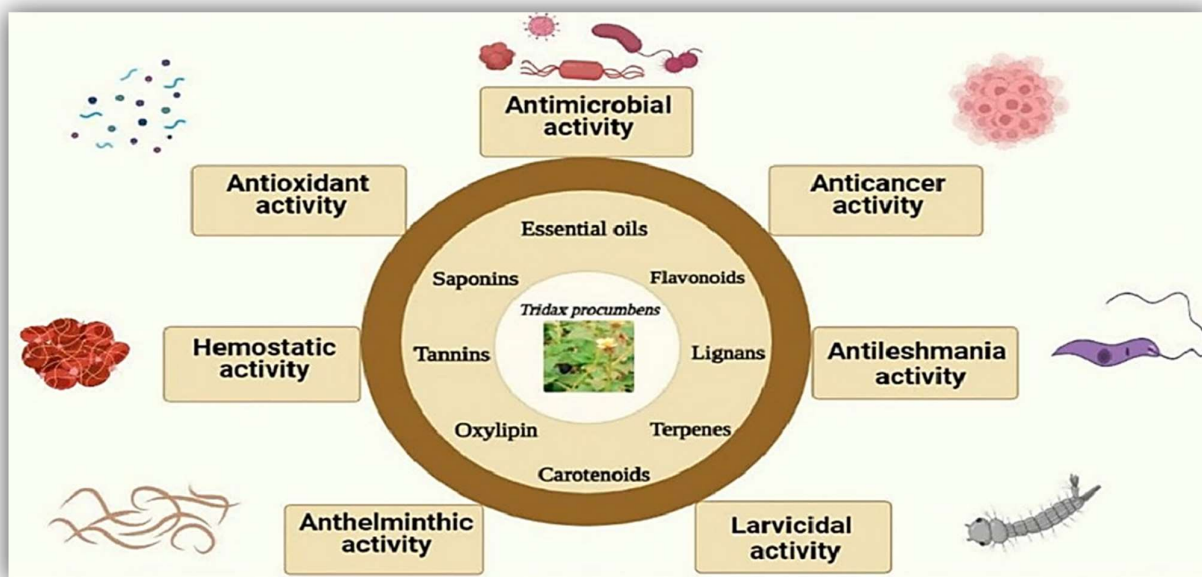 Antimicrobial
activity
Antioxidant
activity
Anticancer
activity
Essential oils
Saponins
Flavonoids
Tridax procumbens
Hemostatic
activity
Tannins
Lignans
Antileshmania
activity
Oxylipin
Terpenes
Carotenoids
Anthelminthic
activity
Larvicidal
activity